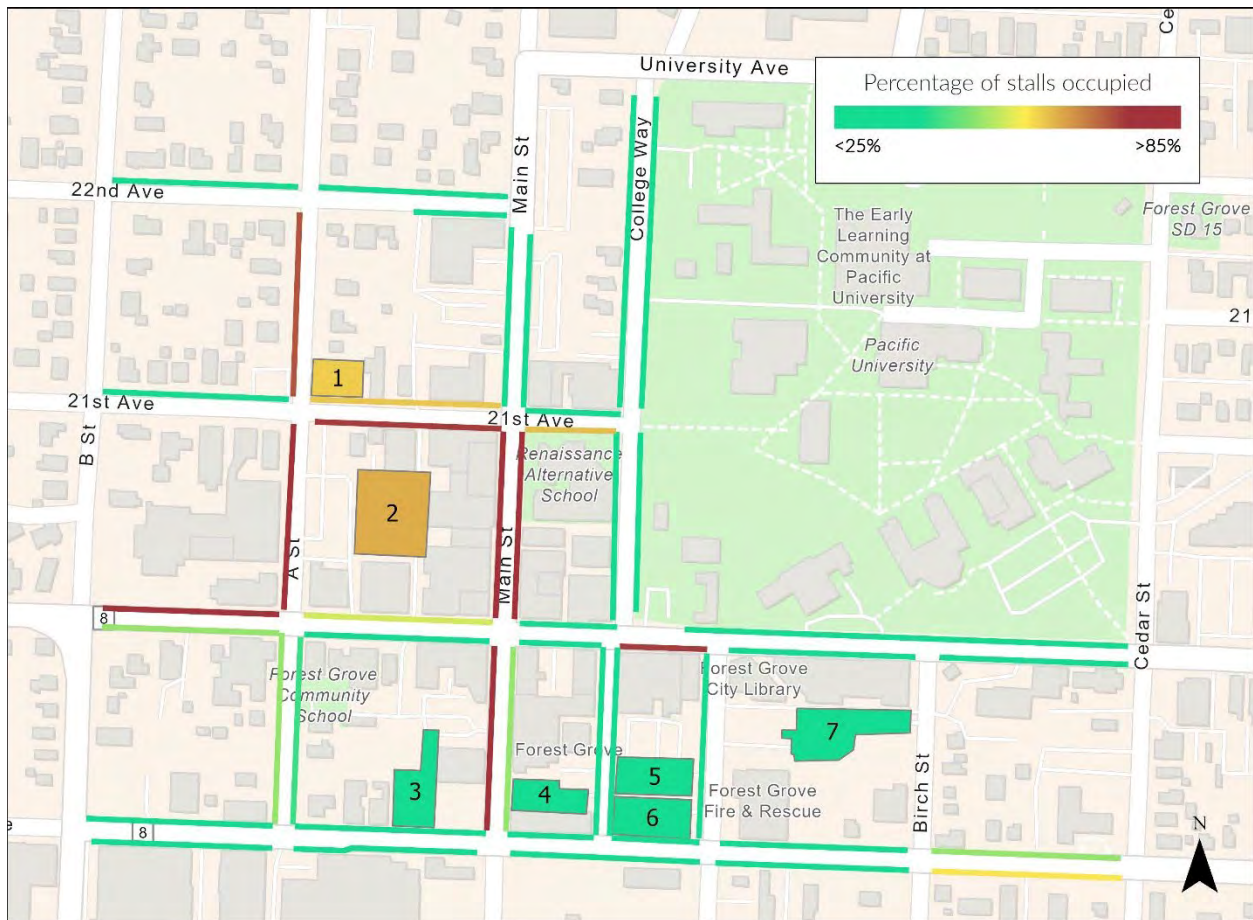 Ce
University Ave
Percentage of stalls occupied
<25%
>85%
Main St
College Way
22nd Ave
The Early
Learning
Community at
Pacific
University
Forest Grove
SD 15
21
Pacific
University
1
21st Ave
21st Ave
B St
Renaissance
Alternative
School
2
A St
Main St
8
Cedar St
Forest Grove
Community
School
Forest Grove
City Library
7
Forest Grove
3
4
5
6
Forest Grove
Fire & Rescue
Birch St
8
e
N